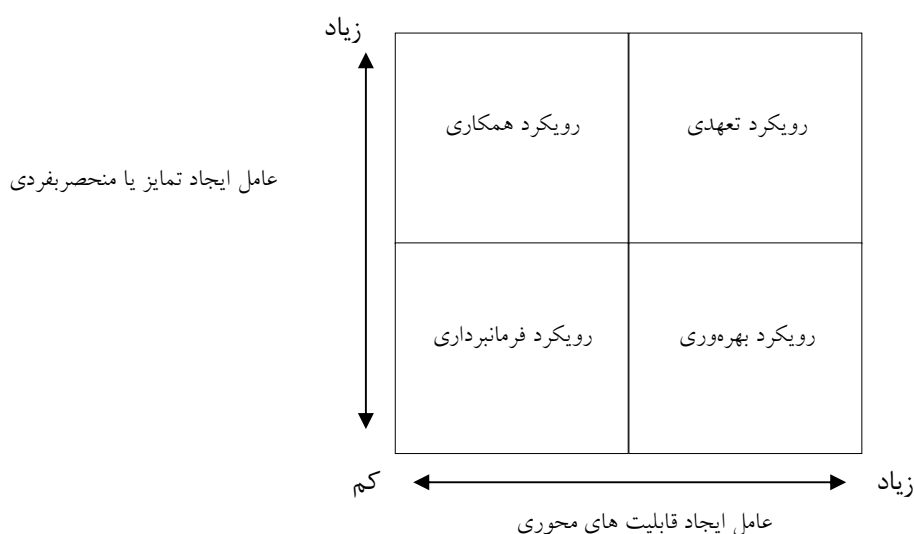 زیاد
رویکرد تعهدی
رویکرد همکاری
عامل ایجاد تمایز یا منحصربفردی
رویکرد بهره‌وری
رویکرد فرمانبرداری
زیاد
کم
عامل ایجاد قابلیت های محوری